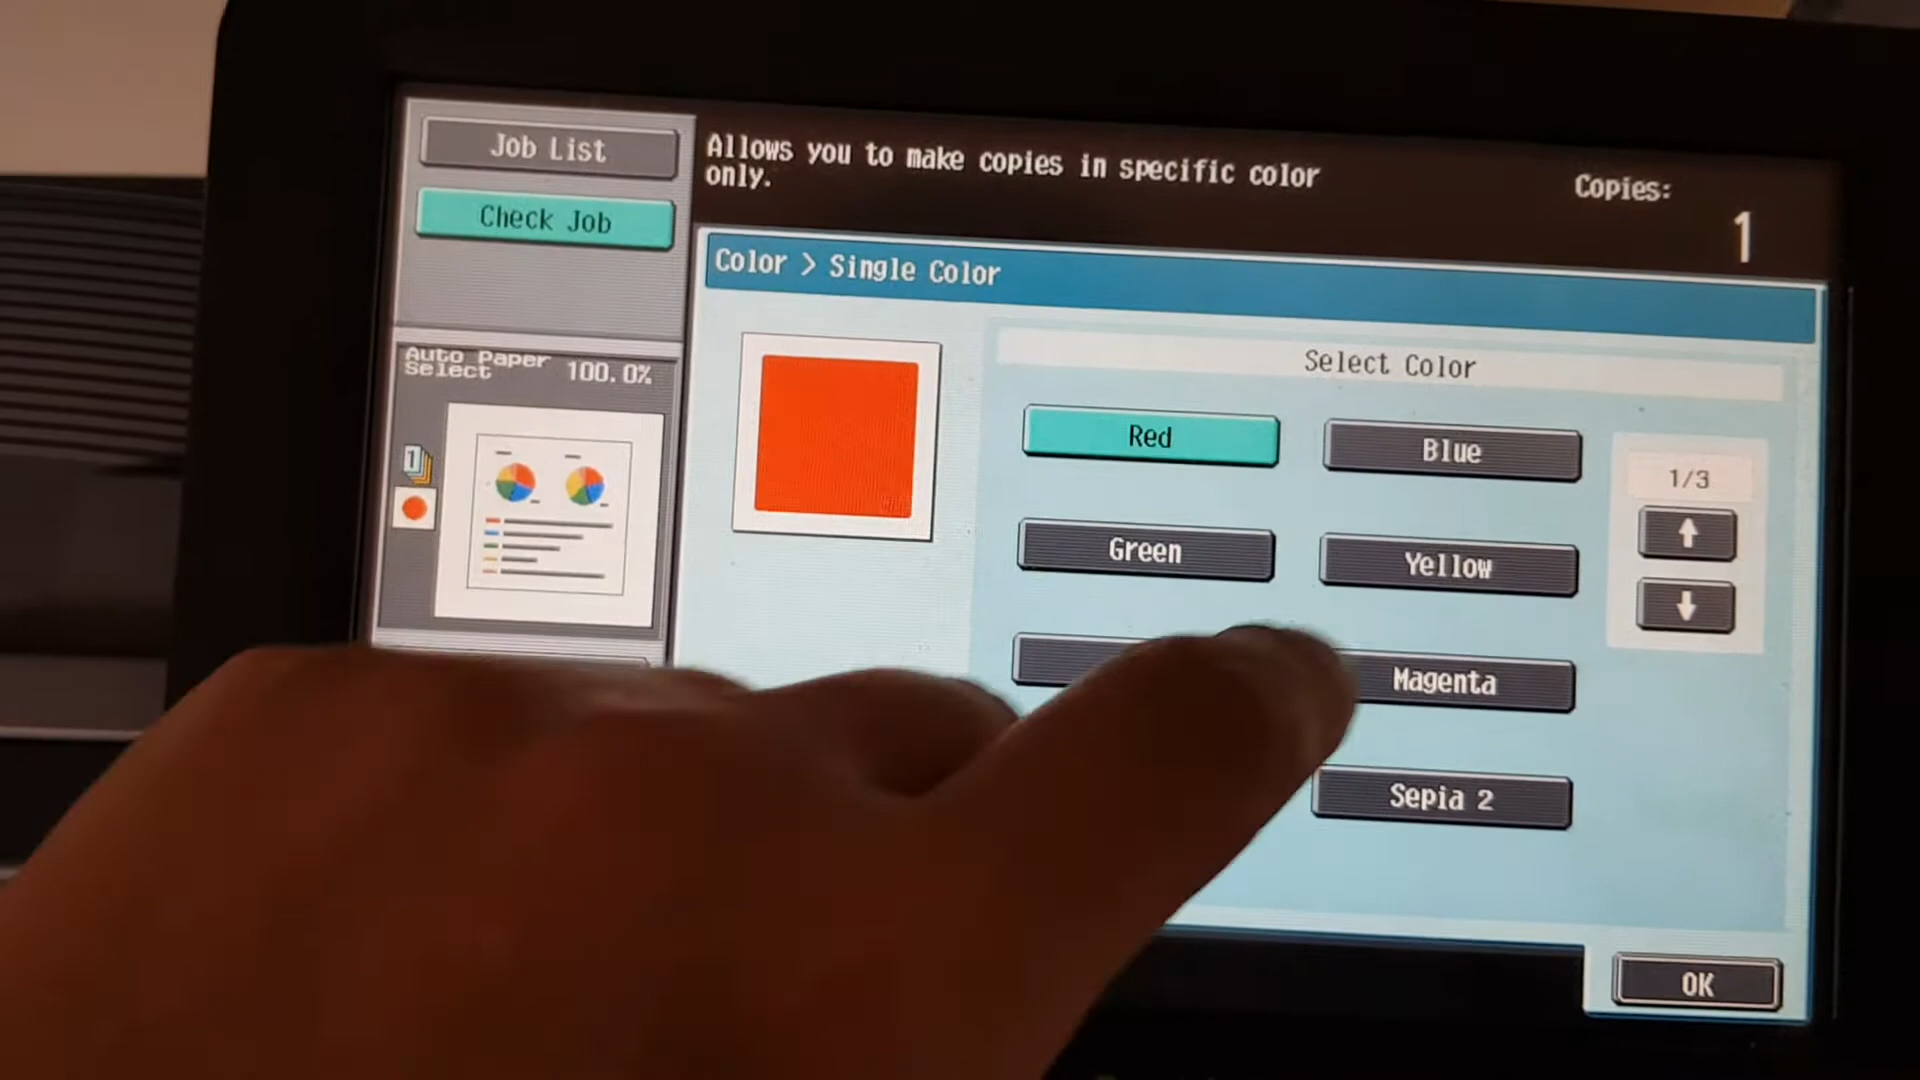 Job List
Allows you to make copies in specific color
only.
Copies:
1
Check Job
Color > Single Color
Auto Paper
Select
100.0%
1
Select Color
Red
Blue
1/3
Green
Yellow
Magenta
Sepia 2
OK